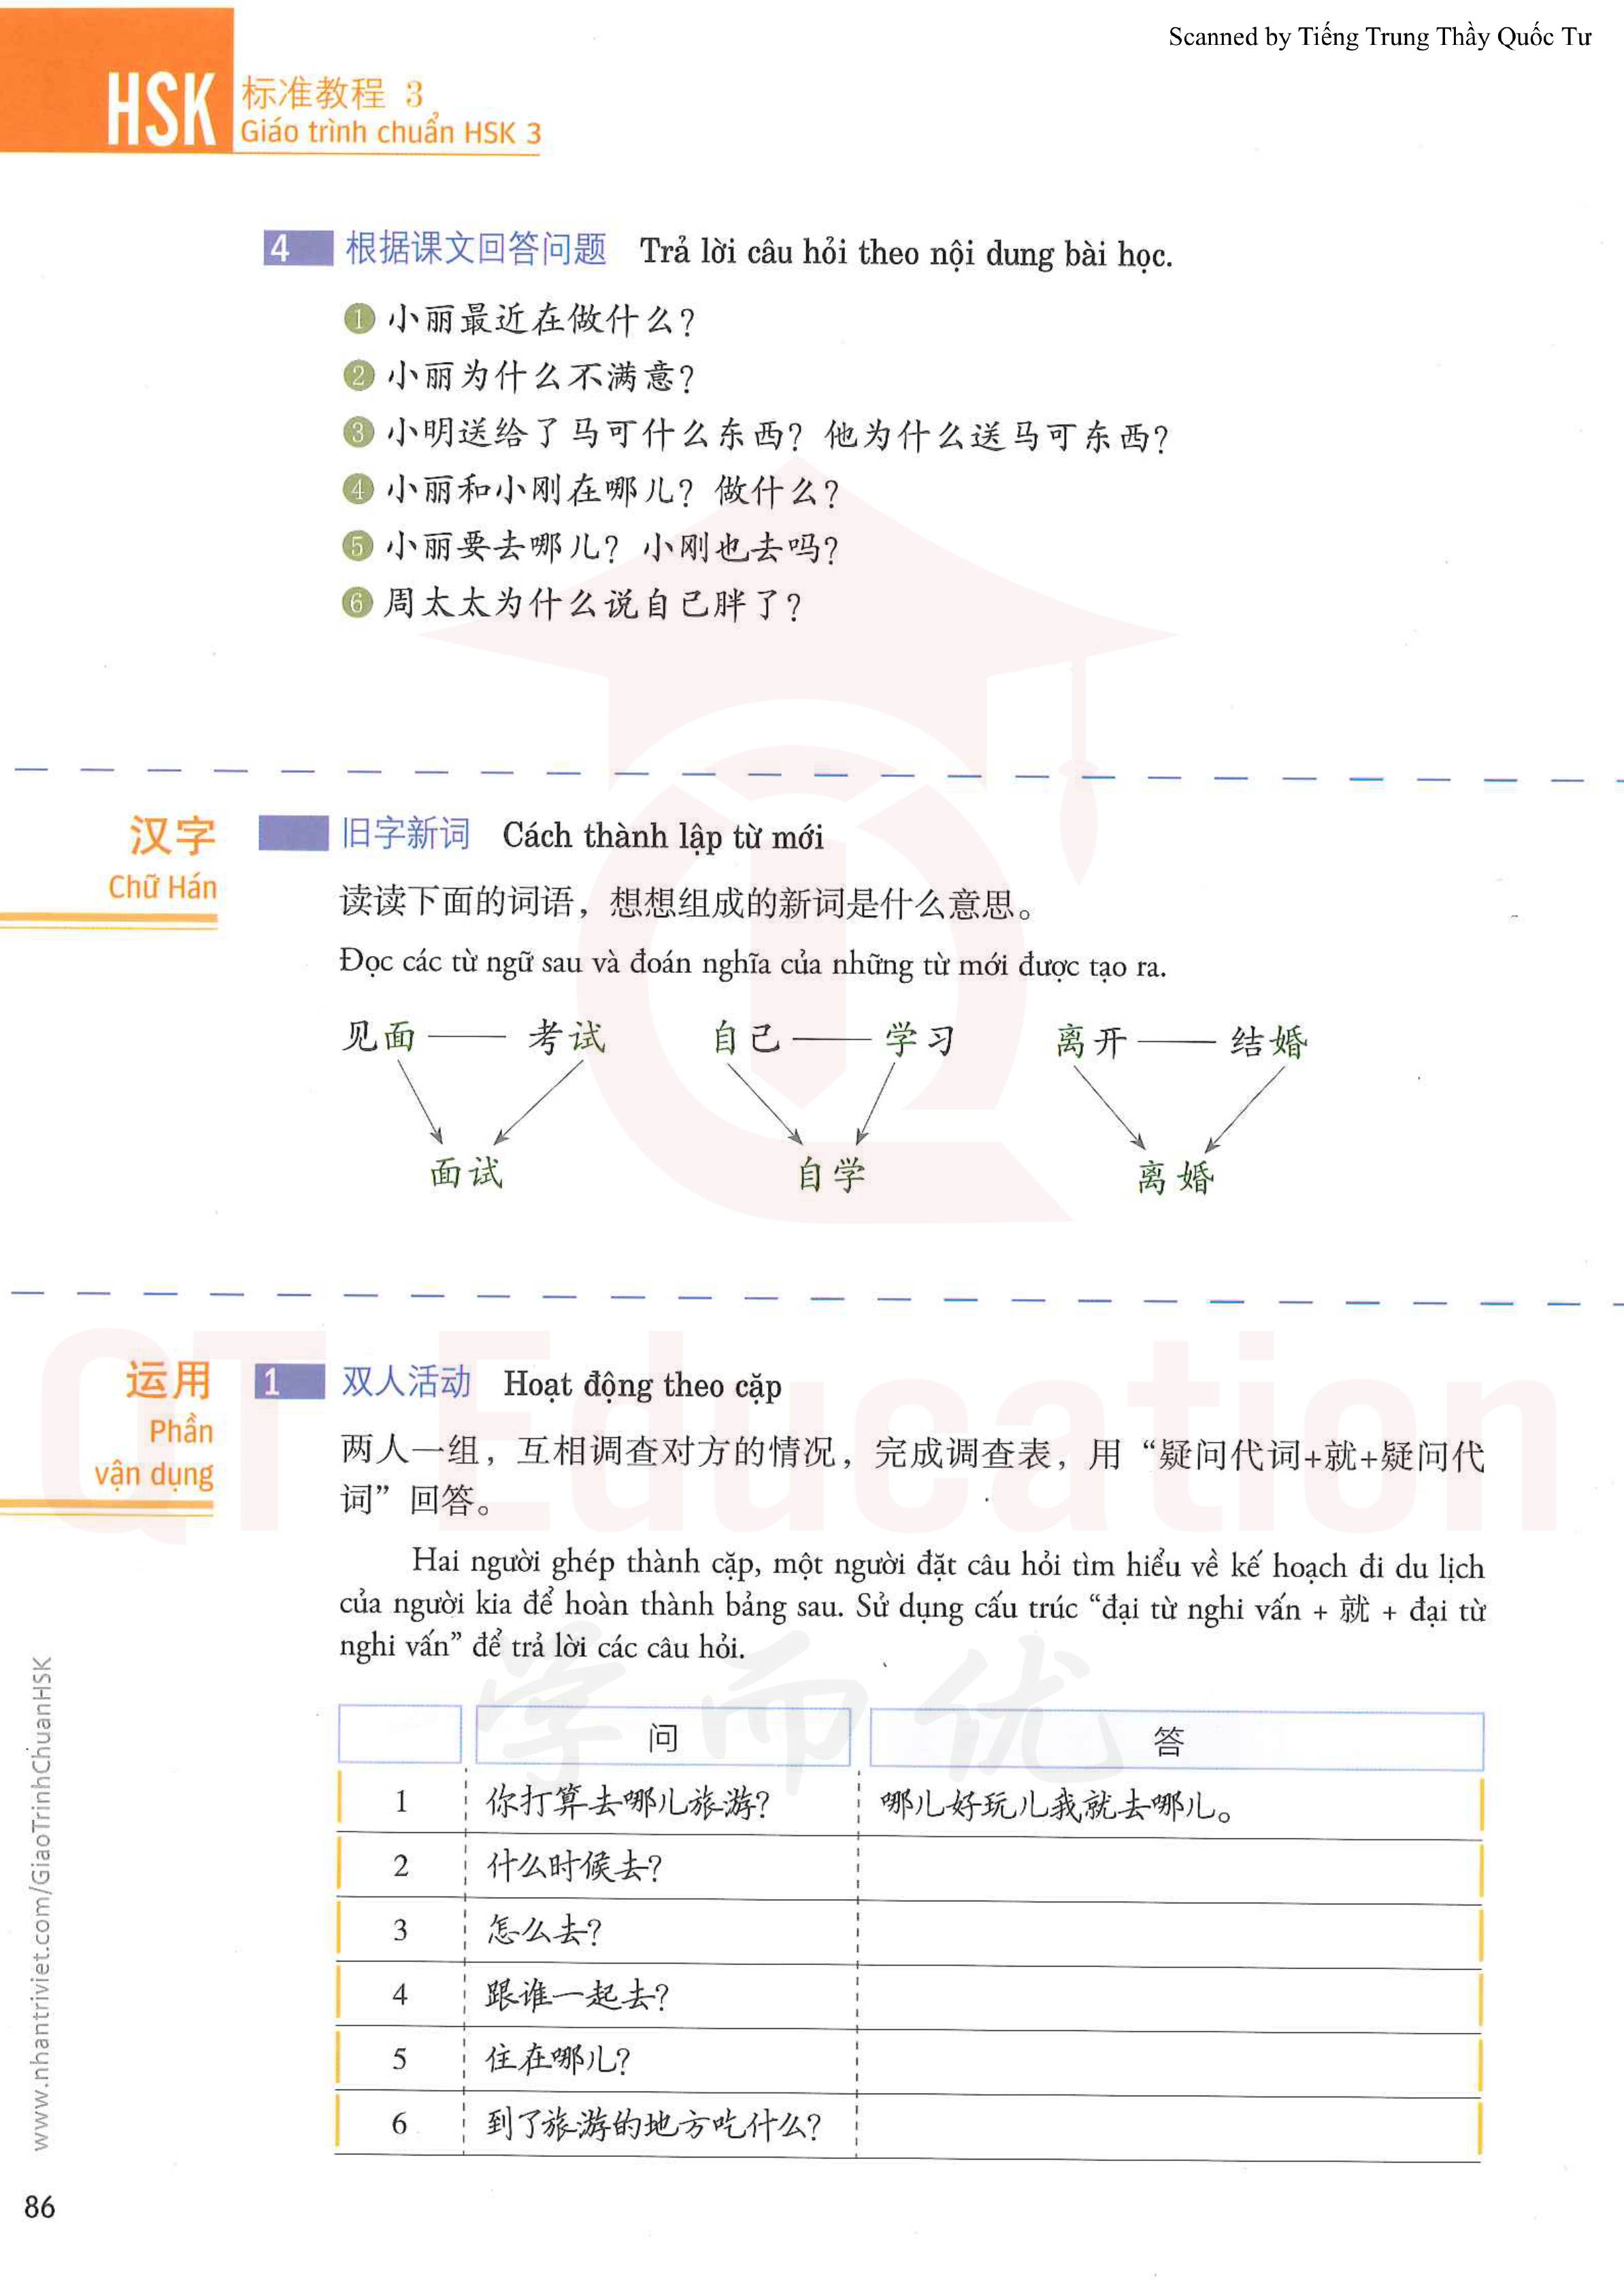 Scanned by Tiếng Trung Thầy Quốc Tư
HSK
标准教程 3
Giáo trình chuẩn HSK 3
4 根据课文回答问题 Trả lời câu hỏi theo nội dung bài học.
1 小丽最近在做什么?
2 小丽为什么不满意?
3 小明送给了马可什么东西? 他为什么送马可东西?
4 小丽和小刚在哪儿? 做什么?
5 小丽要去哪儿? 小刚也去吗?
6 周太太为什么说自己胖了?
汉字
Chữ Hán
旧字新词 Cách thành lập từ mới
读读下面的词语，想想组成的新词是什么意思。
Đọc các từ ngữ sau và đoán nghĩa của những từ mới được tạo ra.
见面 考试 自己 学习 离开 结婚
面试 自学 离婚
QT Education
运用
Phần
vận dụng
1 双人活动 Hoạt động theo cặp
两人一组，互相调查对方的情况，完成调查表，用“疑问代词+就+疑问代
词”回答。
Hai người ghép thành cặp, một người đặt câu hỏi tìm hiểu về kế hoạch đi du lịch
của người kia để hoàn thành bảng sau. Sử dụng cấu trúc “đại từ nghi vấn + 就 + đại từ
nghi vấn” để trả lời các câu hỏi.
学而优
问 答
1 你打算去哪儿旅游? 哪儿好玩儿我就去哪儿。
2 什么时候去?
3 怎么去?
4 跟谁一起去?
5 住在哪儿?
6 到了旅游的地方吃什么?
www.nhantriviet.com/GiaoTrinhChuanHSK
86